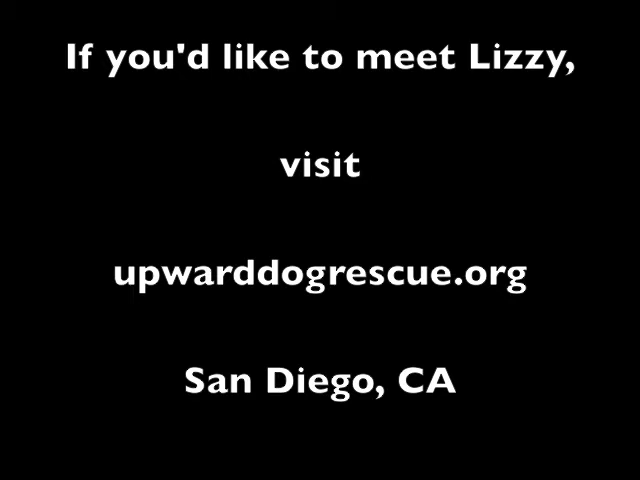 If you'd like to meet Lizzy,
visit
upwarddogrescue.org
San Diego, CA